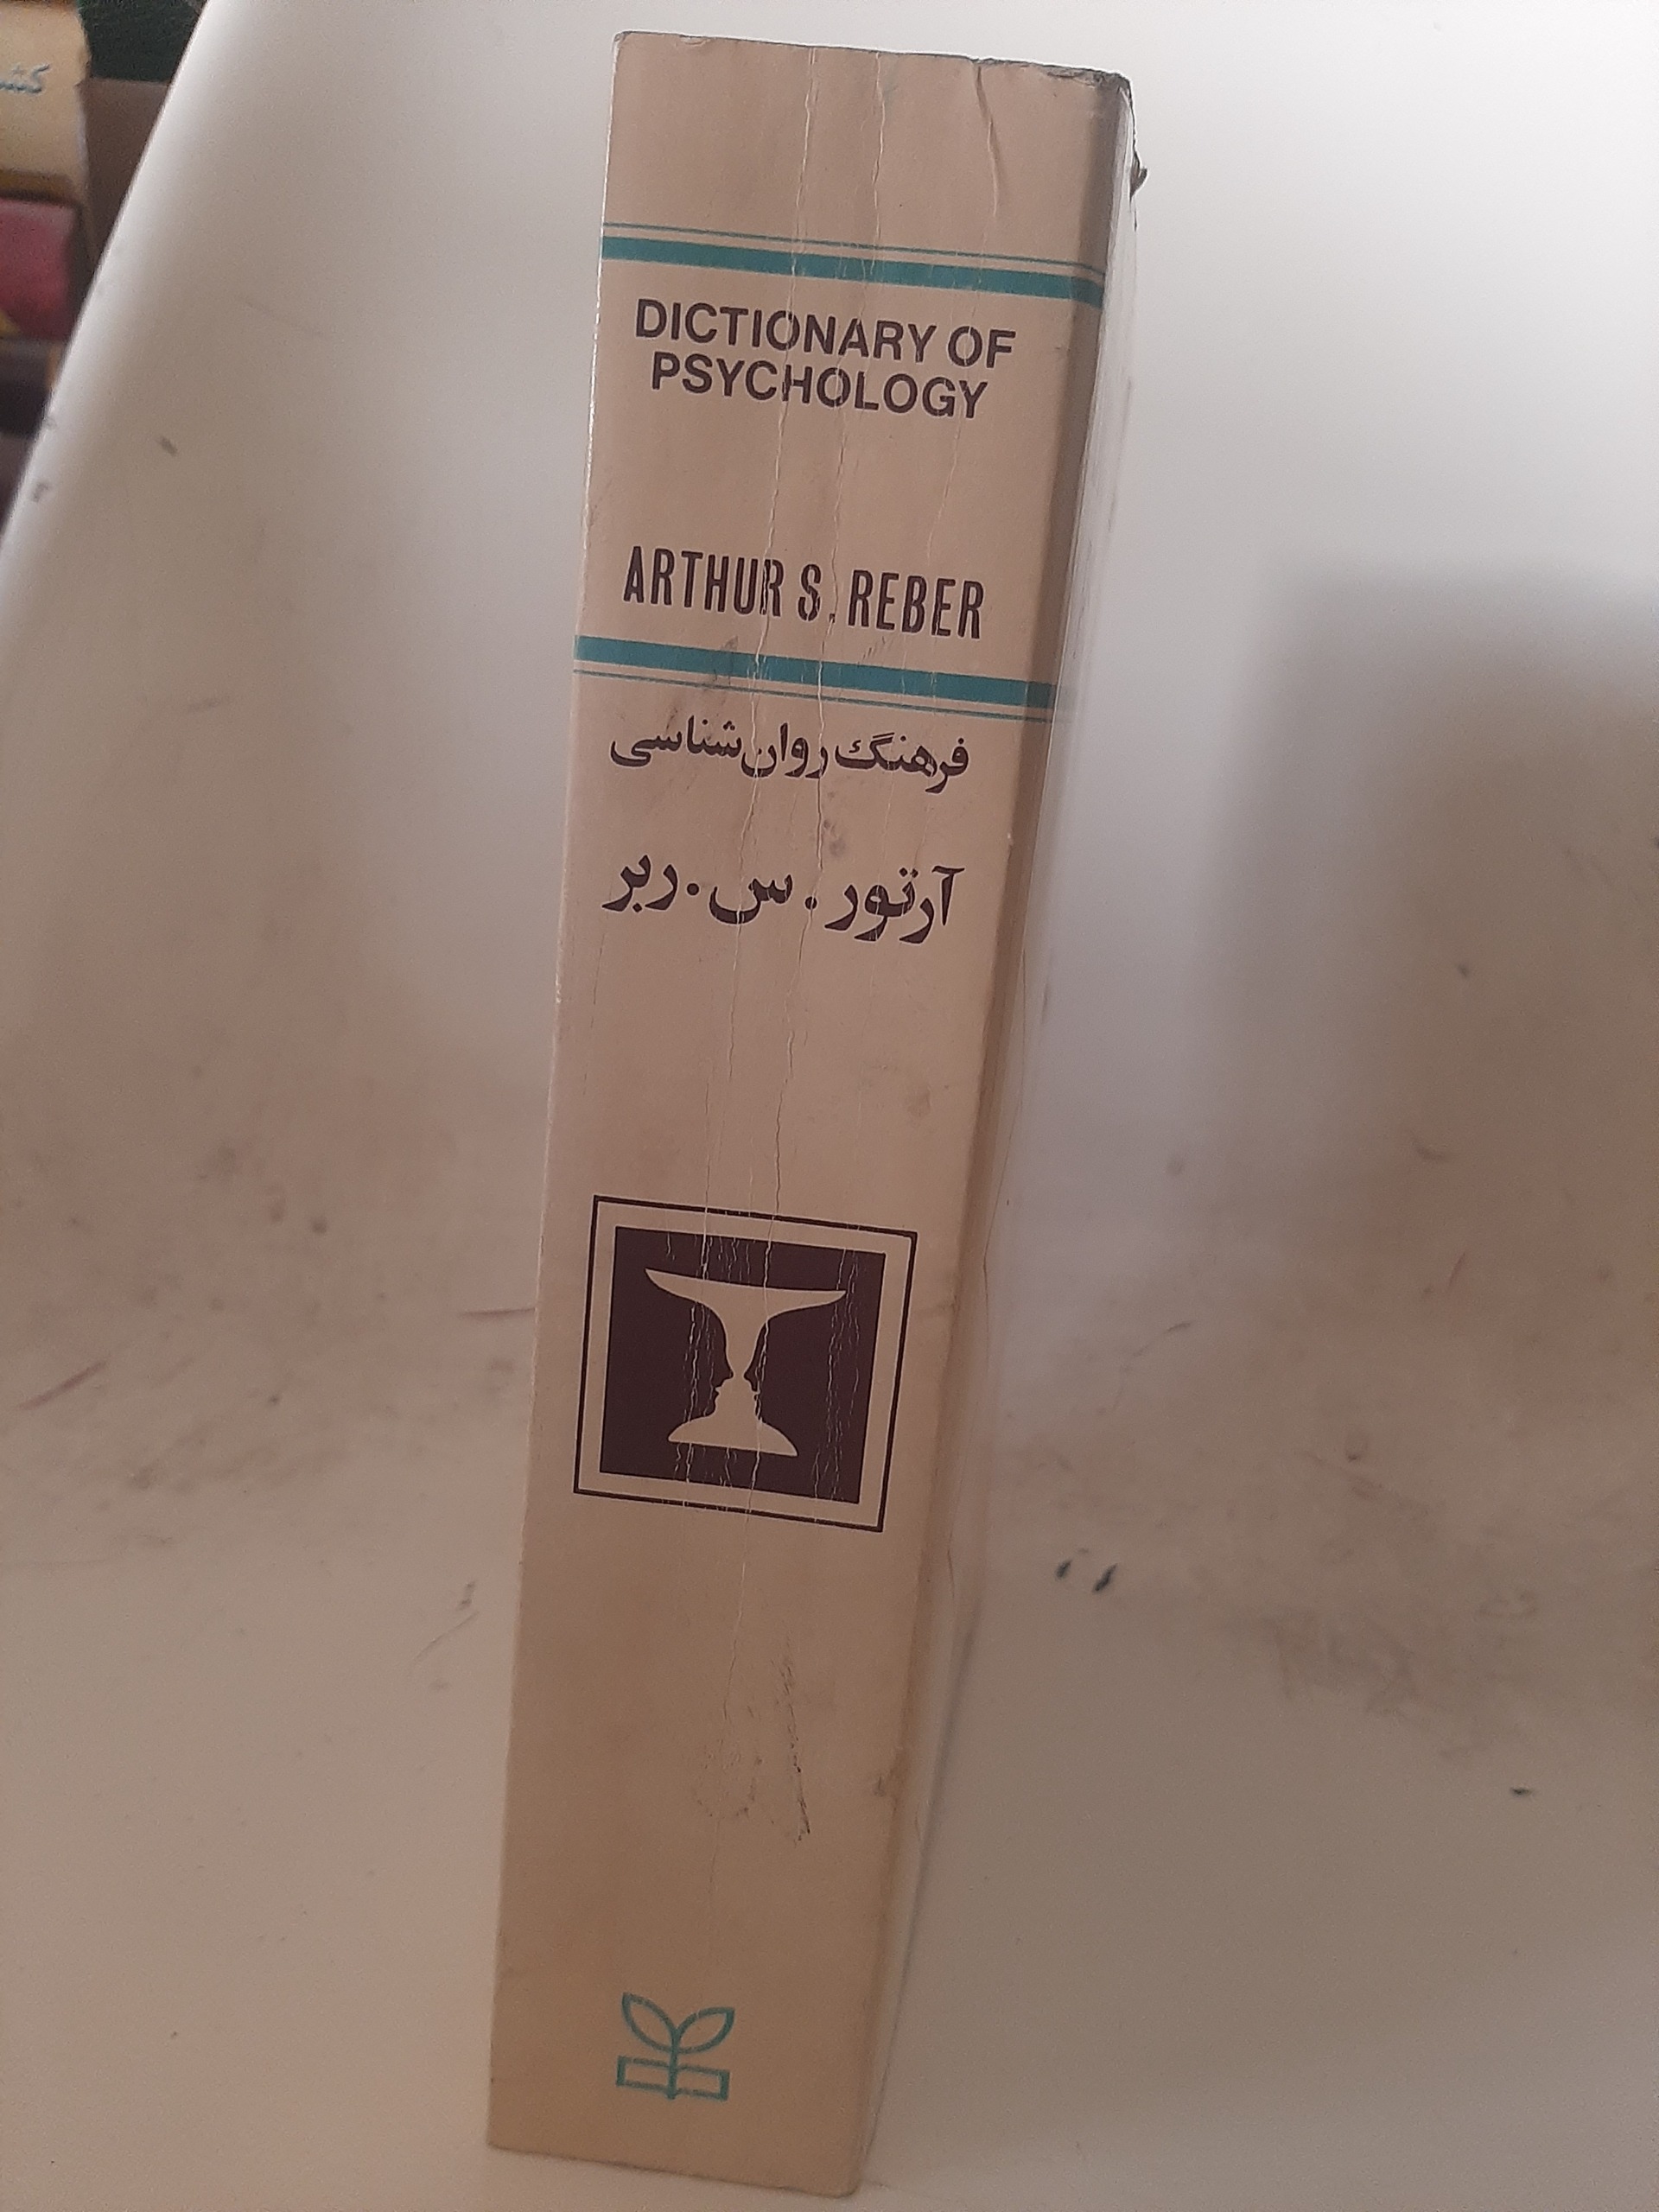 DICTIONARY OF
PSYCHOLOGY
ARTHUR S. REBER
فرهنگ روان‌شناسی
آرتور. س. ربر